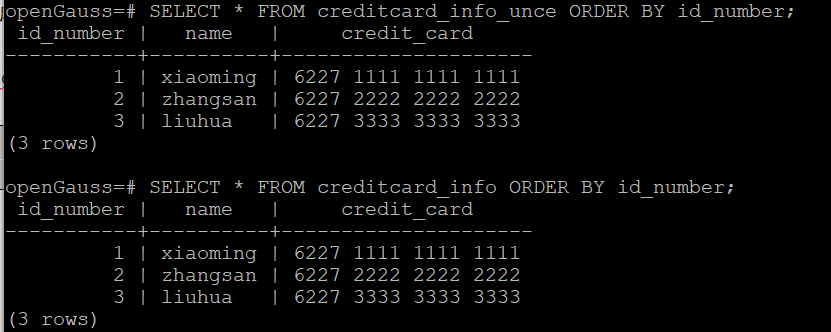 openGauss=# SELECT * FROM creditcard_info_unce ORDER BY id_number;
 id_number |   name    |     credit_card
-----------+-----------+---------------------
         1 | xiaoming  | 6227 1111 1111 1111
         2 | zhangsan  | 6227 2222 2222 2222
         3 | liuhua    | 6227 3333 3333 3333
(3 rows)

openGauss=# SELECT * FROM creditcard_info ORDER BY id_number;
 id_number |   name    |     credit_card
-----------+-----------+---------------------
         1 | xiaoming  | 6227 1111 1111 1111
         2 | zhangsan  | 6227 2222 2222 2222
         3 | liuhua    | 6227 3333 3333 3333
(3 rows)